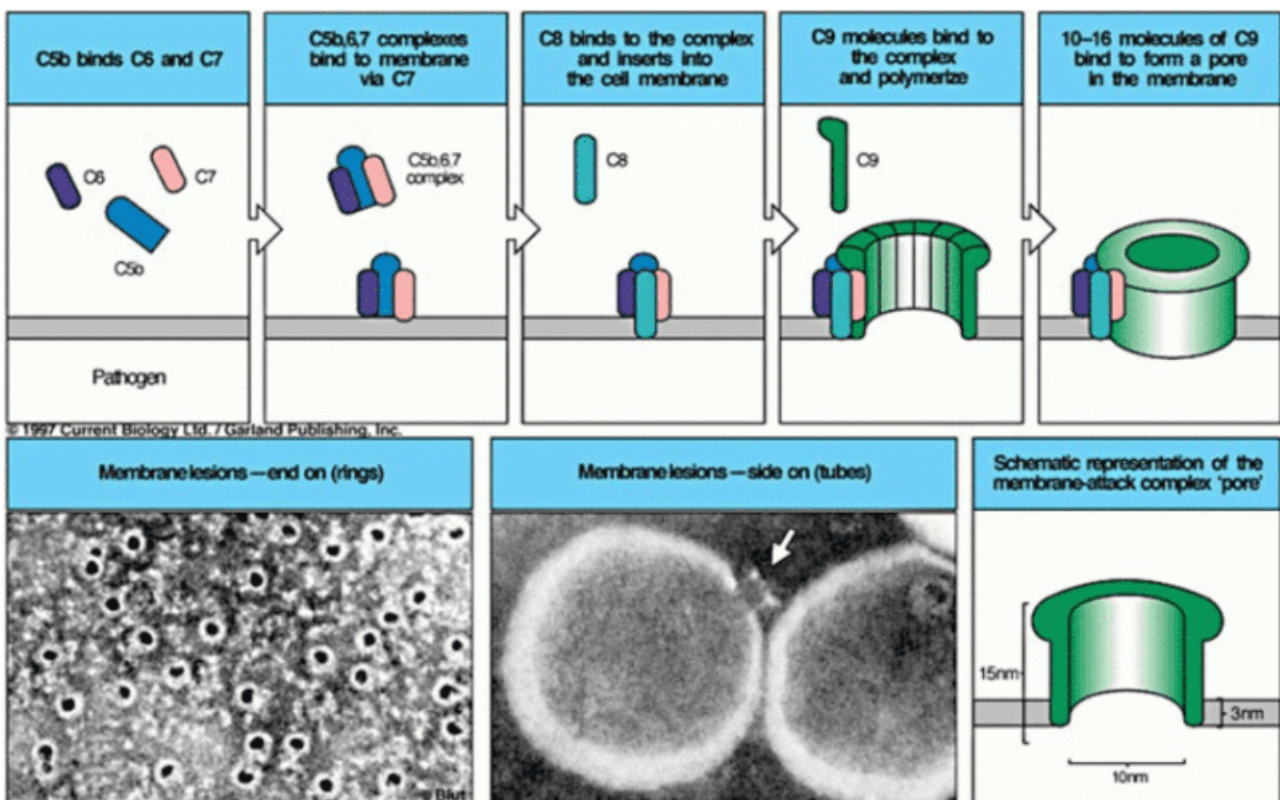 C5b binds C6 and C7
C5b,6,7 complexes
bind to membrane
via C7
C8 binds to the complex
and inserts into
the cell membrane
C9 molecules bind to
the complex
and polymerize
10–16 molecules of C9
bind to form a pore
in the membrane
C6
C7
C5b
Pathogen
C5b,6,7
complex
C8
C9
© 1997 Current Biology Ltd. / Garland Publishing, Inc.
Membrane lesions—end on (rings)
Membrane lesions—side on (tubes)
Schematic representation of the
membrane-attack complex 'pore'
15nm
3nm
10nm